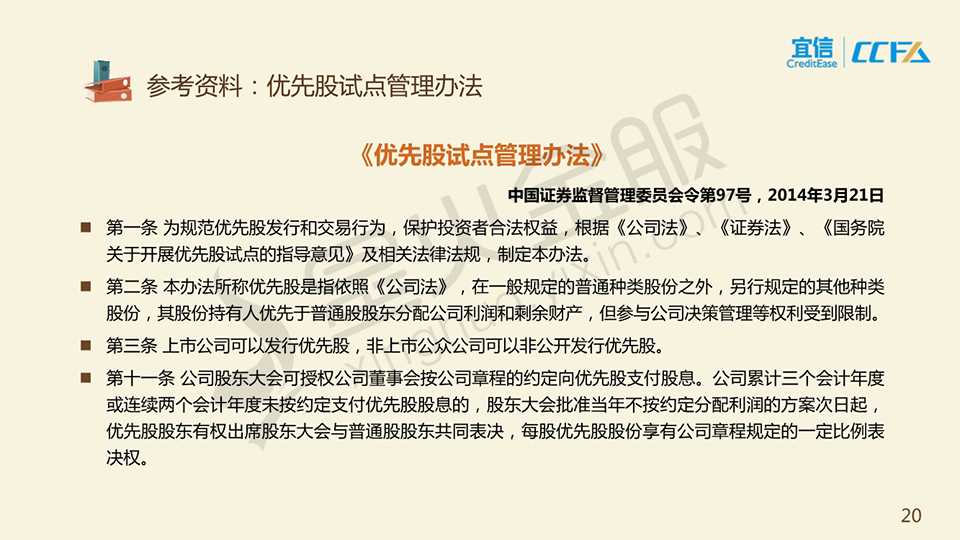 宜信
CreditEase
CCFA
参考资料：优先股试点管理办法
《优先股试点管理办法》
中国证券监督管理委员会令第97号，2014年3月21日
第一条 为规范优先股发行和交易行为，保护投资者合法权益，根据《公司法》、《证券法》、《国务院
关于开展优先股试点的指导意见》及相关法律法规，制定本办法。
第二条 本办法所称优先股是指依照《公司法》，在一般规定的普通种类股份之外，另行规定的其他种类
股份，其股份持有人优先于普通股股东分配公司利润和剩余财产，但参与公司决策管理等权利受到限制。
第三条 上市公司可以发行优先股，非上市公众公司可以非公开发行优先股。
第十一条 公司股东大会可授权公司董事会按公司章程的约定向优先股支付股息。公司累计三个会计年度
或连续两个会计年度未按约定支付优先股股息的，股东大会批准当年不按约定分配利润的方案次日起，
优先股股东有权出席股东大会与普通股股东共同表决，每股优先股股份享有公司章程规定的一定比例表
决权。
星火金服
20